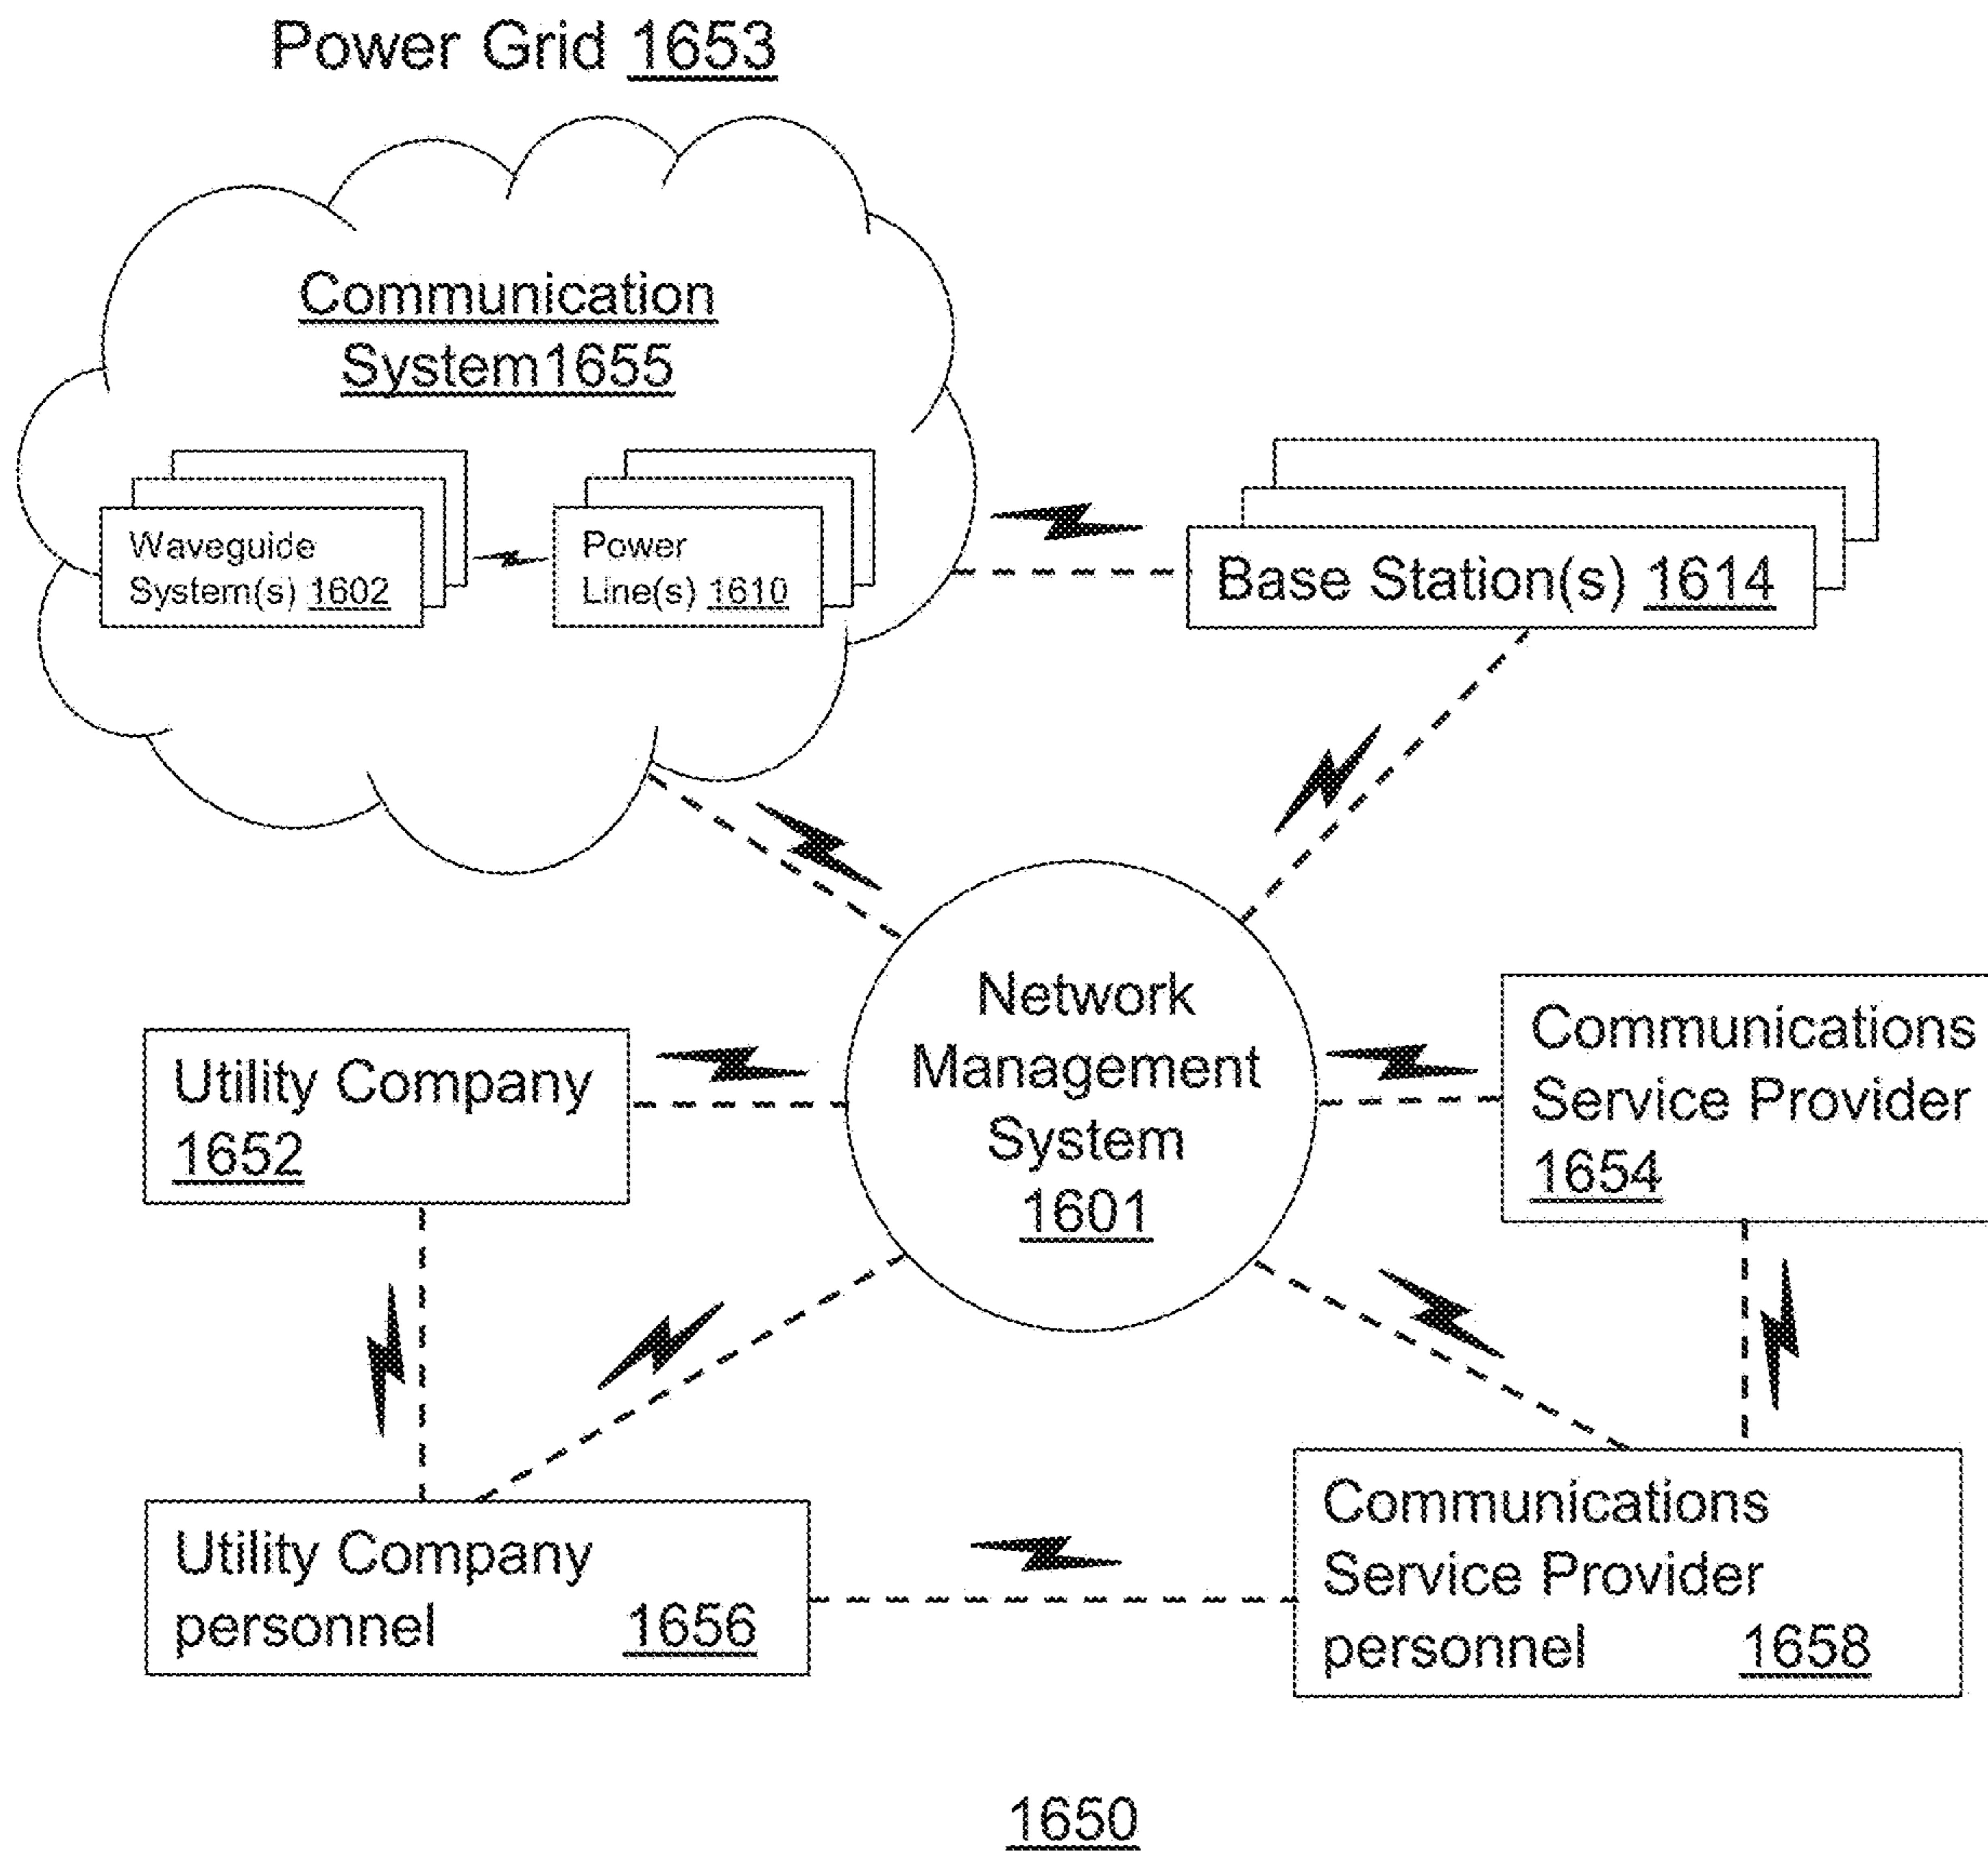 Power Grid 1653
Communication
System1655
Waveguide
System(s) 1602
Power
Line(s) 1610
Base Station(s) 1614
Network
Management
System
1601
Utility Company
1652
Communications
Service Provider
1654
Utility Company
personnel 1656
Communications
Service Provider
personnel 1658
1650